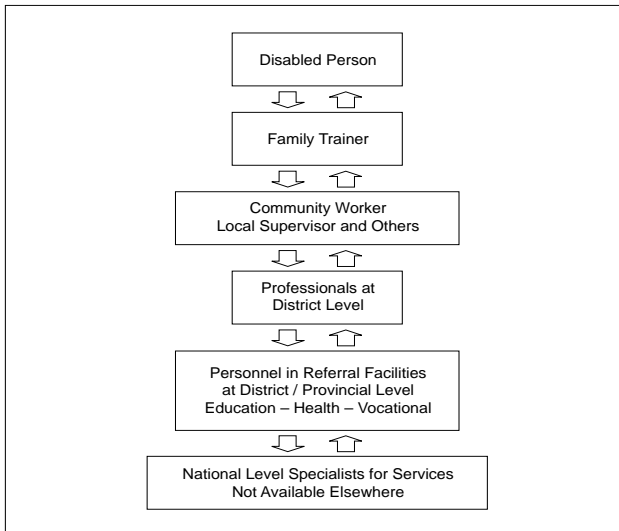 Disabled Person
Family Trainer
Community Worker
Local Supervisor and Others
Professionals at
District Level
Personnel in Referral Facilities
at District / Provincial Level
Education – Health – Vocational
National Level Specialists for Services
Not Available Elsewhere